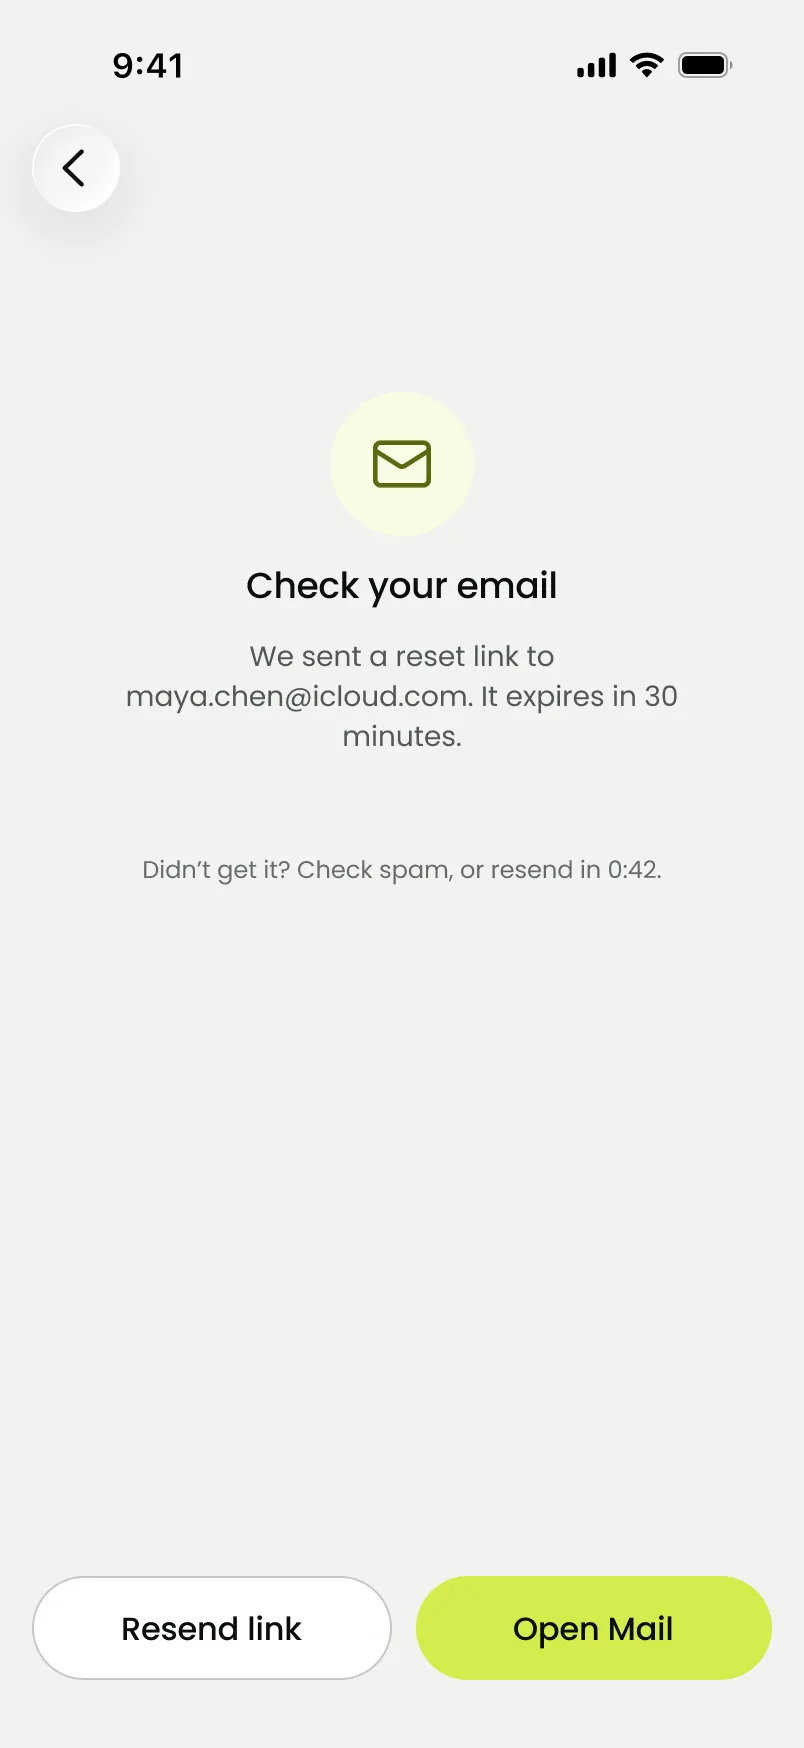 9:41
Check your email
We sent a reset link to
maya.chen@icloud.com. It expires in 30
minutes.
Didn’t get it? Check spam, or resend in 0:42.
Resend link
Open Mail